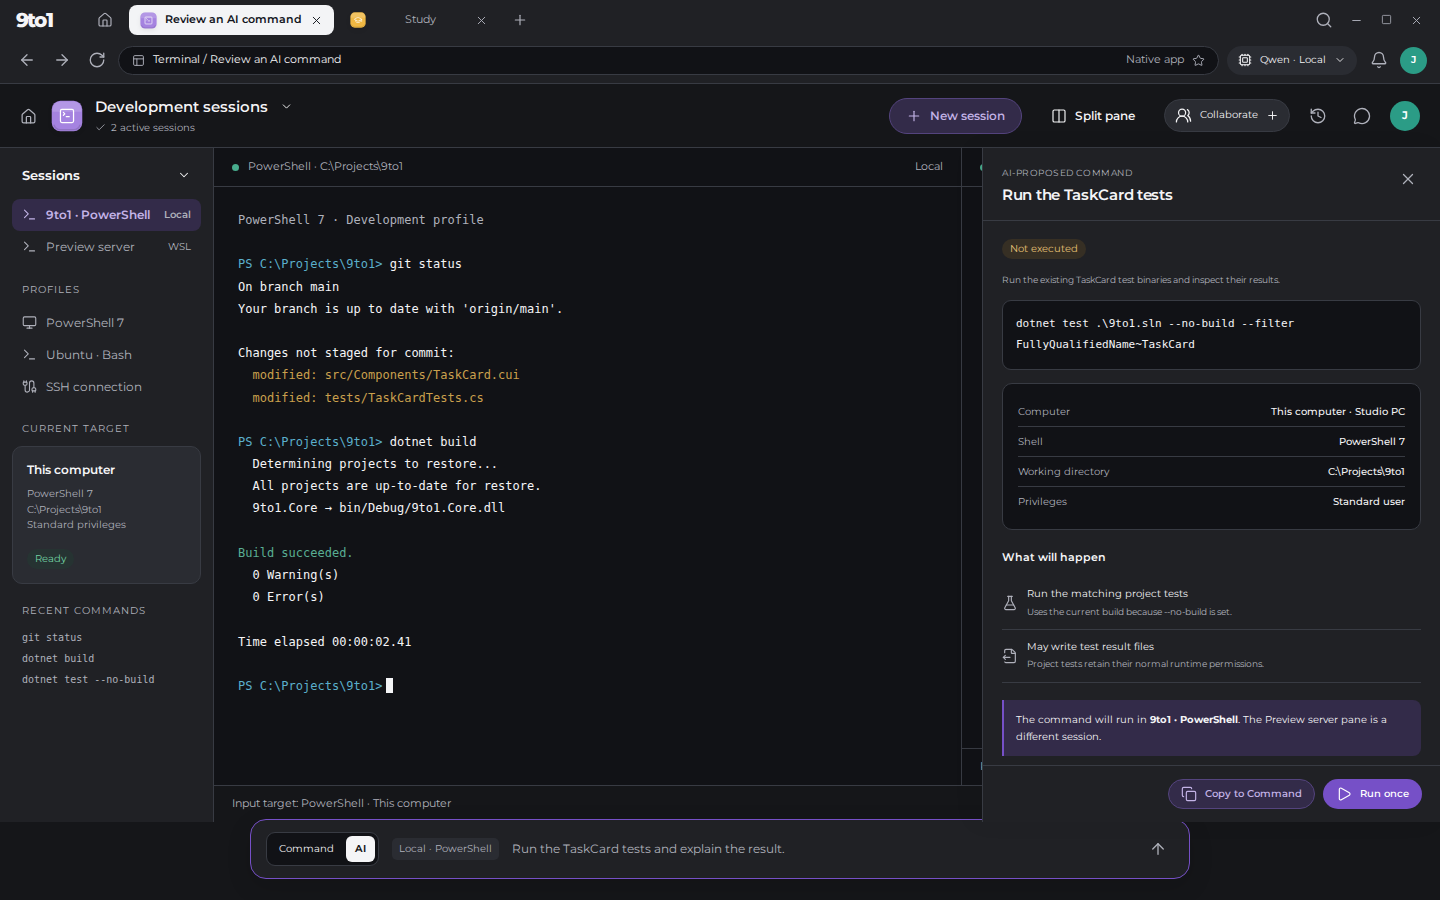 9to1
Review an AI command
Study
Terminal / Review an AI command
Native app
Qwen · Local
J
Development sessions
2 active sessions
New session
Split pane
Collaborate
J
Sessions
9to1 · PowerShell
Local
Preview server
WSL
PROFILES
PowerShell 7
Ubuntu · Bash
SSH connection
CURRENT TARGET
This computer
PowerShell 7
C:\Projects\9to1
Standard privileges
Ready
RECENT COMMANDS
git status
dotnet build
dotnet test --no-build
PowerShell · C:\Projects\9to1
Local
PowerShell 7 · Development profile
PS C:\Projects\9to1> git status
On branch main
Your branch is up to date with 'origin/main'.
Changes not staged for commit:
modified: src/Components/TaskCard.cui
modified: tests/TaskCardTests.cs
PS C:\Projects\9to1> dotnet build
Determining projects to restore...
All projects are up-to-date for restore.
9to1.Core → bin/Debug/9to1.Core.dll
Build succeeded.
0 Warning(s)
0 Error(s)
Time elapsed 00:00:02.41
PS C:\Projects\9to1>
Input target: PowerShell · This computer
AI-PROPOSED COMMAND
Run the TaskCard tests
Not executed
Run the existing TaskCard test binaries and inspect their results.
dotnet test .\9to1.sln --no-build --filter
FullyQualifiedName~TaskCard
Computer
This computer · Studio PC
Shell
PowerShell 7
Working directory
C:\Projects\9to1
Privileges
Standard user
What will happen
Run the matching project tests
Uses the current build because --no-build is set.
May write test result files
Project tests retain their normal runtime permissions.
The command will run in 9to1 · PowerShell. The Preview server pane is a
different session.
Copy to Command
Run once
Command
AI
Local · PowerShell
Run the TaskCard tests and explain the result.